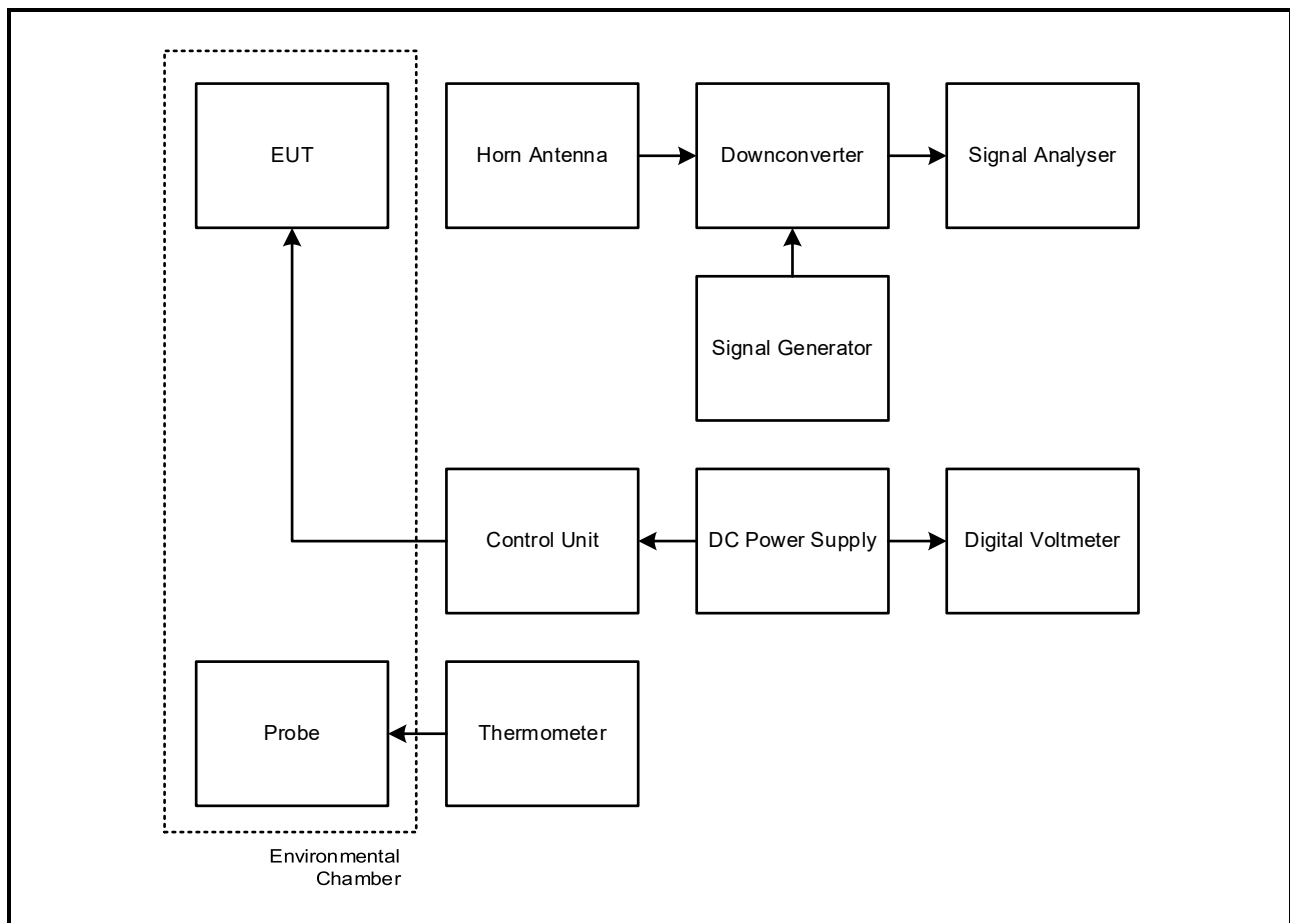 EUT
Horn Antenna
Downconverter
Signal Analyser
Signal Generator
Control Unit
DC Power Supply
Digital Voltmeter
Probe
Thermometer
Environmental
Chamber